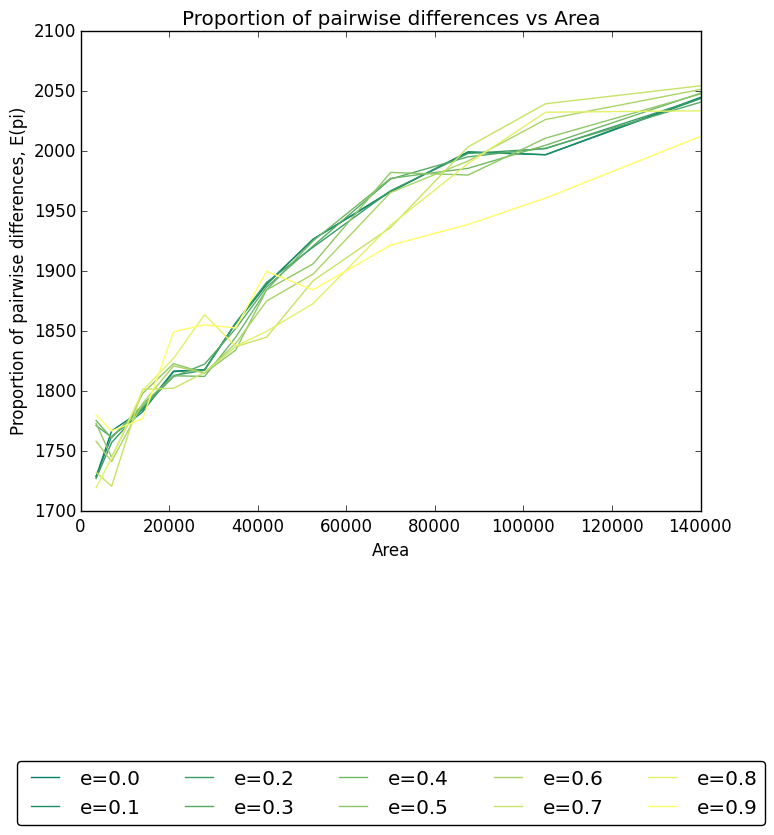 Proportion of pairwise differences vs Area
Proportion of pairwise differences, E(pi)
2100
2050
2000
1950
1900
1850
1800
1750
1700
0 20000 40000 60000 80000 100000 120000 140000
Area
e=0.0 e=0.2 e=0.4 e=0.6 e=0.8
e=0.1 e=0.3 e=0.5 e=0.7 e=0.9